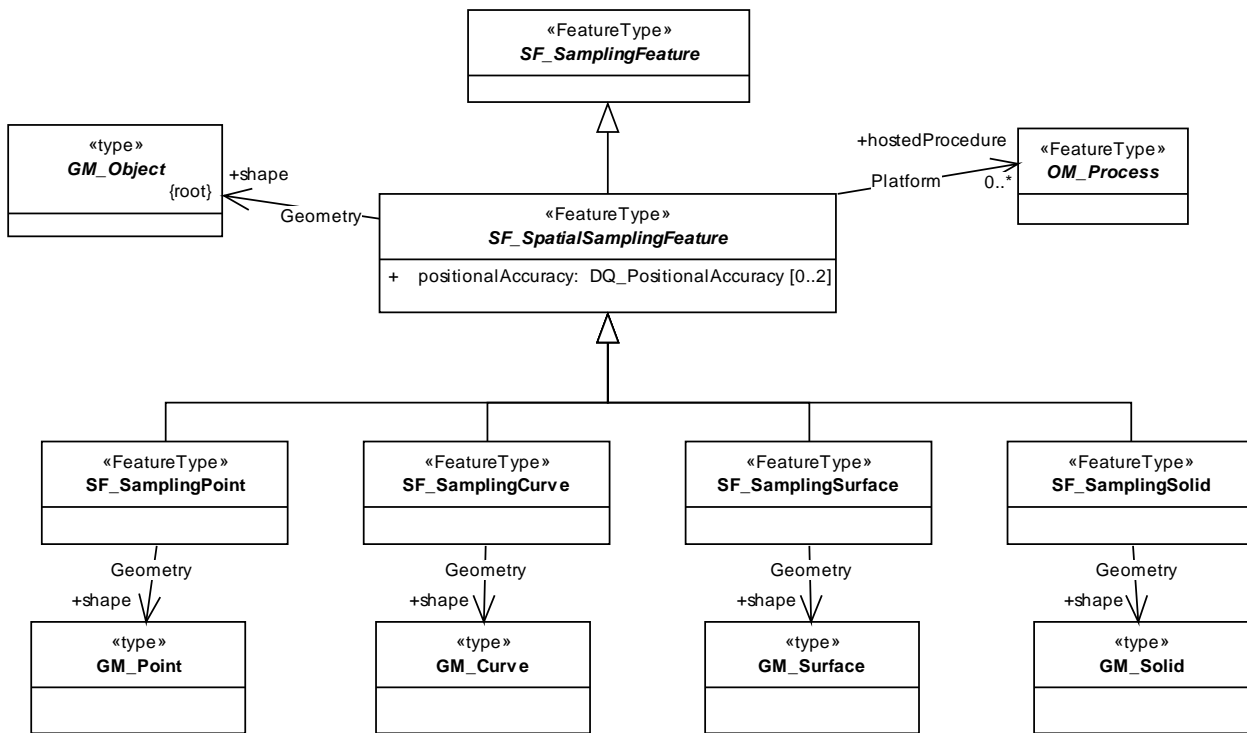 «FeatureType»
SF_SamplingFeature
«type»
GM_Object
{root}
+shape
Geometry
+hostedProcedure
Platform
0..*
«FeatureType»
OM_Process
«FeatureType»
SF_SpatialSamplingFeature
+ positionalAccuracy: DQ_PositionalAccuracy [0..2]
«FeatureType»
SF_SamplingPoint
«FeatureType»
SF_SamplingCurve
«FeatureType»
SF_SamplingSurface
«FeatureType»
SF_SamplingSolid
Geometry
+shape
Geometry
+shape
Geometry
+shape
Geometry
+shape
«type»
GM_Point
«type»
GM_Curve
«type»
GM_Surface
«type»
GM_Solid